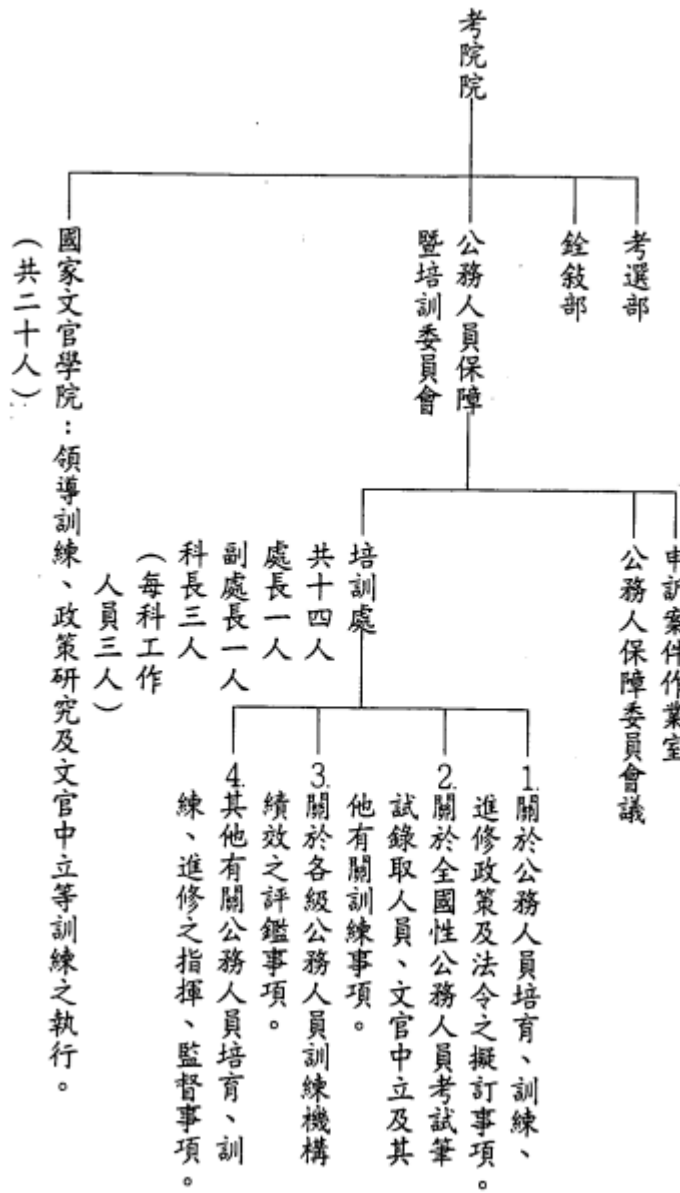 考院院
考選部
銓敍部
公務人員保障
暨培訓委員會
國家文官學院：領導訓練、政策研究及文官中立等訓練之執行。
（共二十人）
申訴案件作業室
公務人保障委員會議
培訓處
共十四人
處長一人
副處長一人
科長三人
（每科工作
人員三人）
1.關於公務人員培育、訓練、
進修政策及法令之擬訂事項。
2.關於全國性公務人員考試筆
試錄取人員、文官中立及其
他有關訓練事項。
3.關於各級公務人員訓練機構
績效之評鑑事項。
4.其他有關公務人員培育、訓
練、進修之指揮、監督事項。